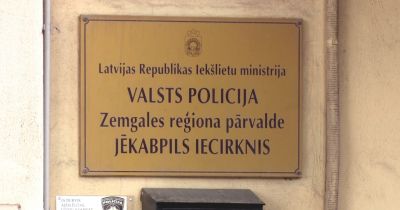 Latvijas Republikas Iekšlietu ministrija
VALSTS POLICIJA
Zemgales reģiona pārvalde
JĒKABPILS IECIRKNIS